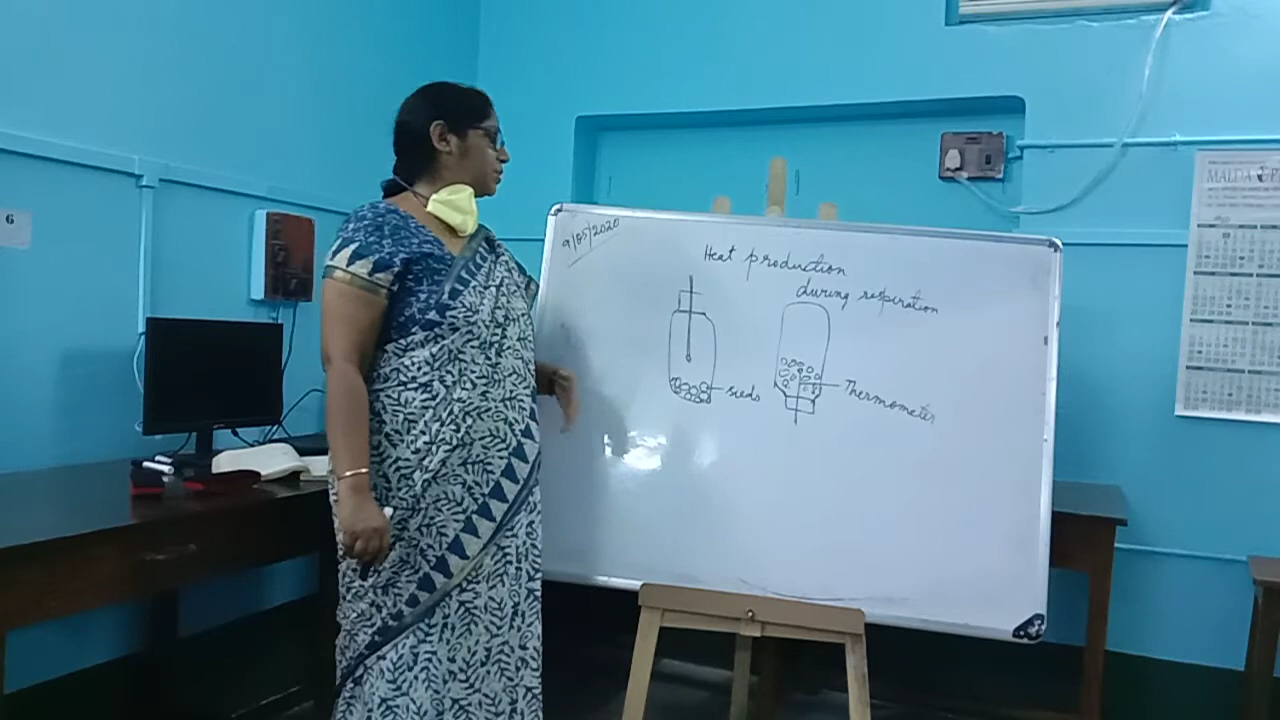 9/05/2020
Heat production
during respiration
seeds
Thermometer
6
MALDA